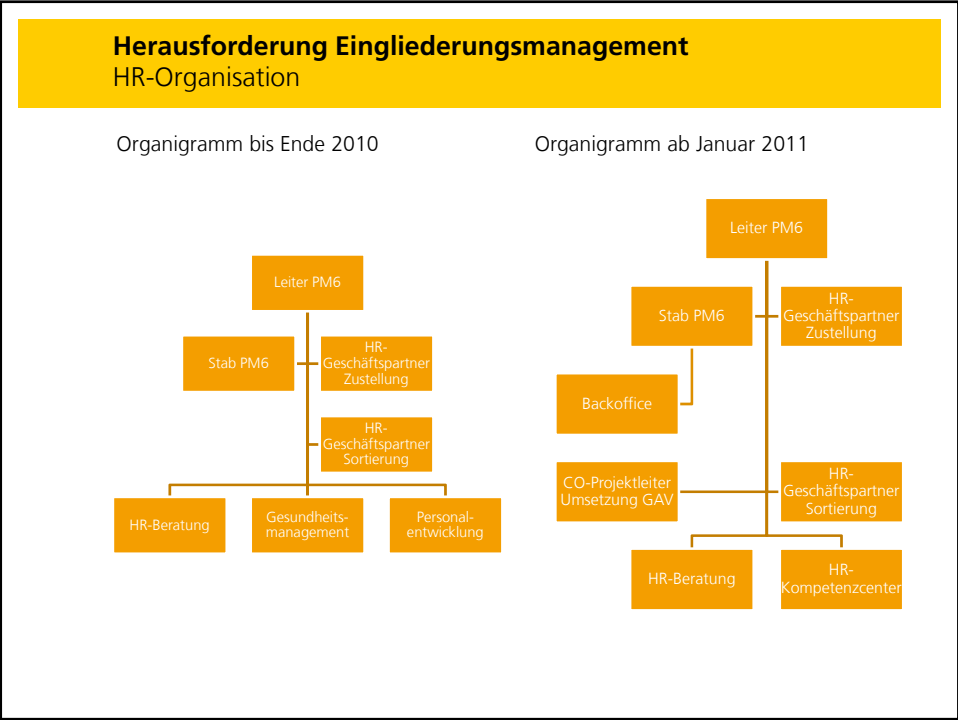 Herausforderung Eingliederungsmanagement
HR-Organisation
Organigramm bis Ende 2010
Leiter PM6
Stab PM6
HR-
Geschäftspartner
Zustellung
HR-
Geschäftspartner
Sortierung
HR-Beratung
Gesundheits-
management
Personal-
entwicklung
Organigramm ab Januar 2011
Leiter PM6
Stab PM6
HR-
Geschäftspartner
Zustellung
Backoffice
CO-Projektleiter
Umsetzung GAV
HR-
Geschäftspartner
Sortierung
HR-Beratung
HR-
Kompetenzcenter